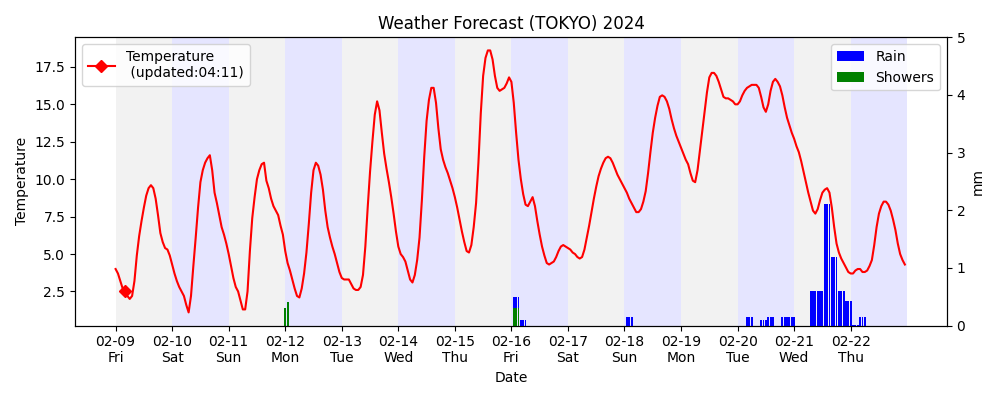 Weather Forecast (TOKYO) 2024
Temperature
(updated:04:11)
Rain
Showers
Temperature
17.5
15.0
12.5
10.0
7.5
5.0
2.5
5
4
3
2
1
0
mm
02-09 02-10 02-11 02-12 02-13 02-14 02-15 02-16 02-17 02-18 02-19 02-20 02-21 02-22
Fri Sat Sun Mon Tue Wed Thu Fri Sat Sun Mon Tue Wed Thu
Date